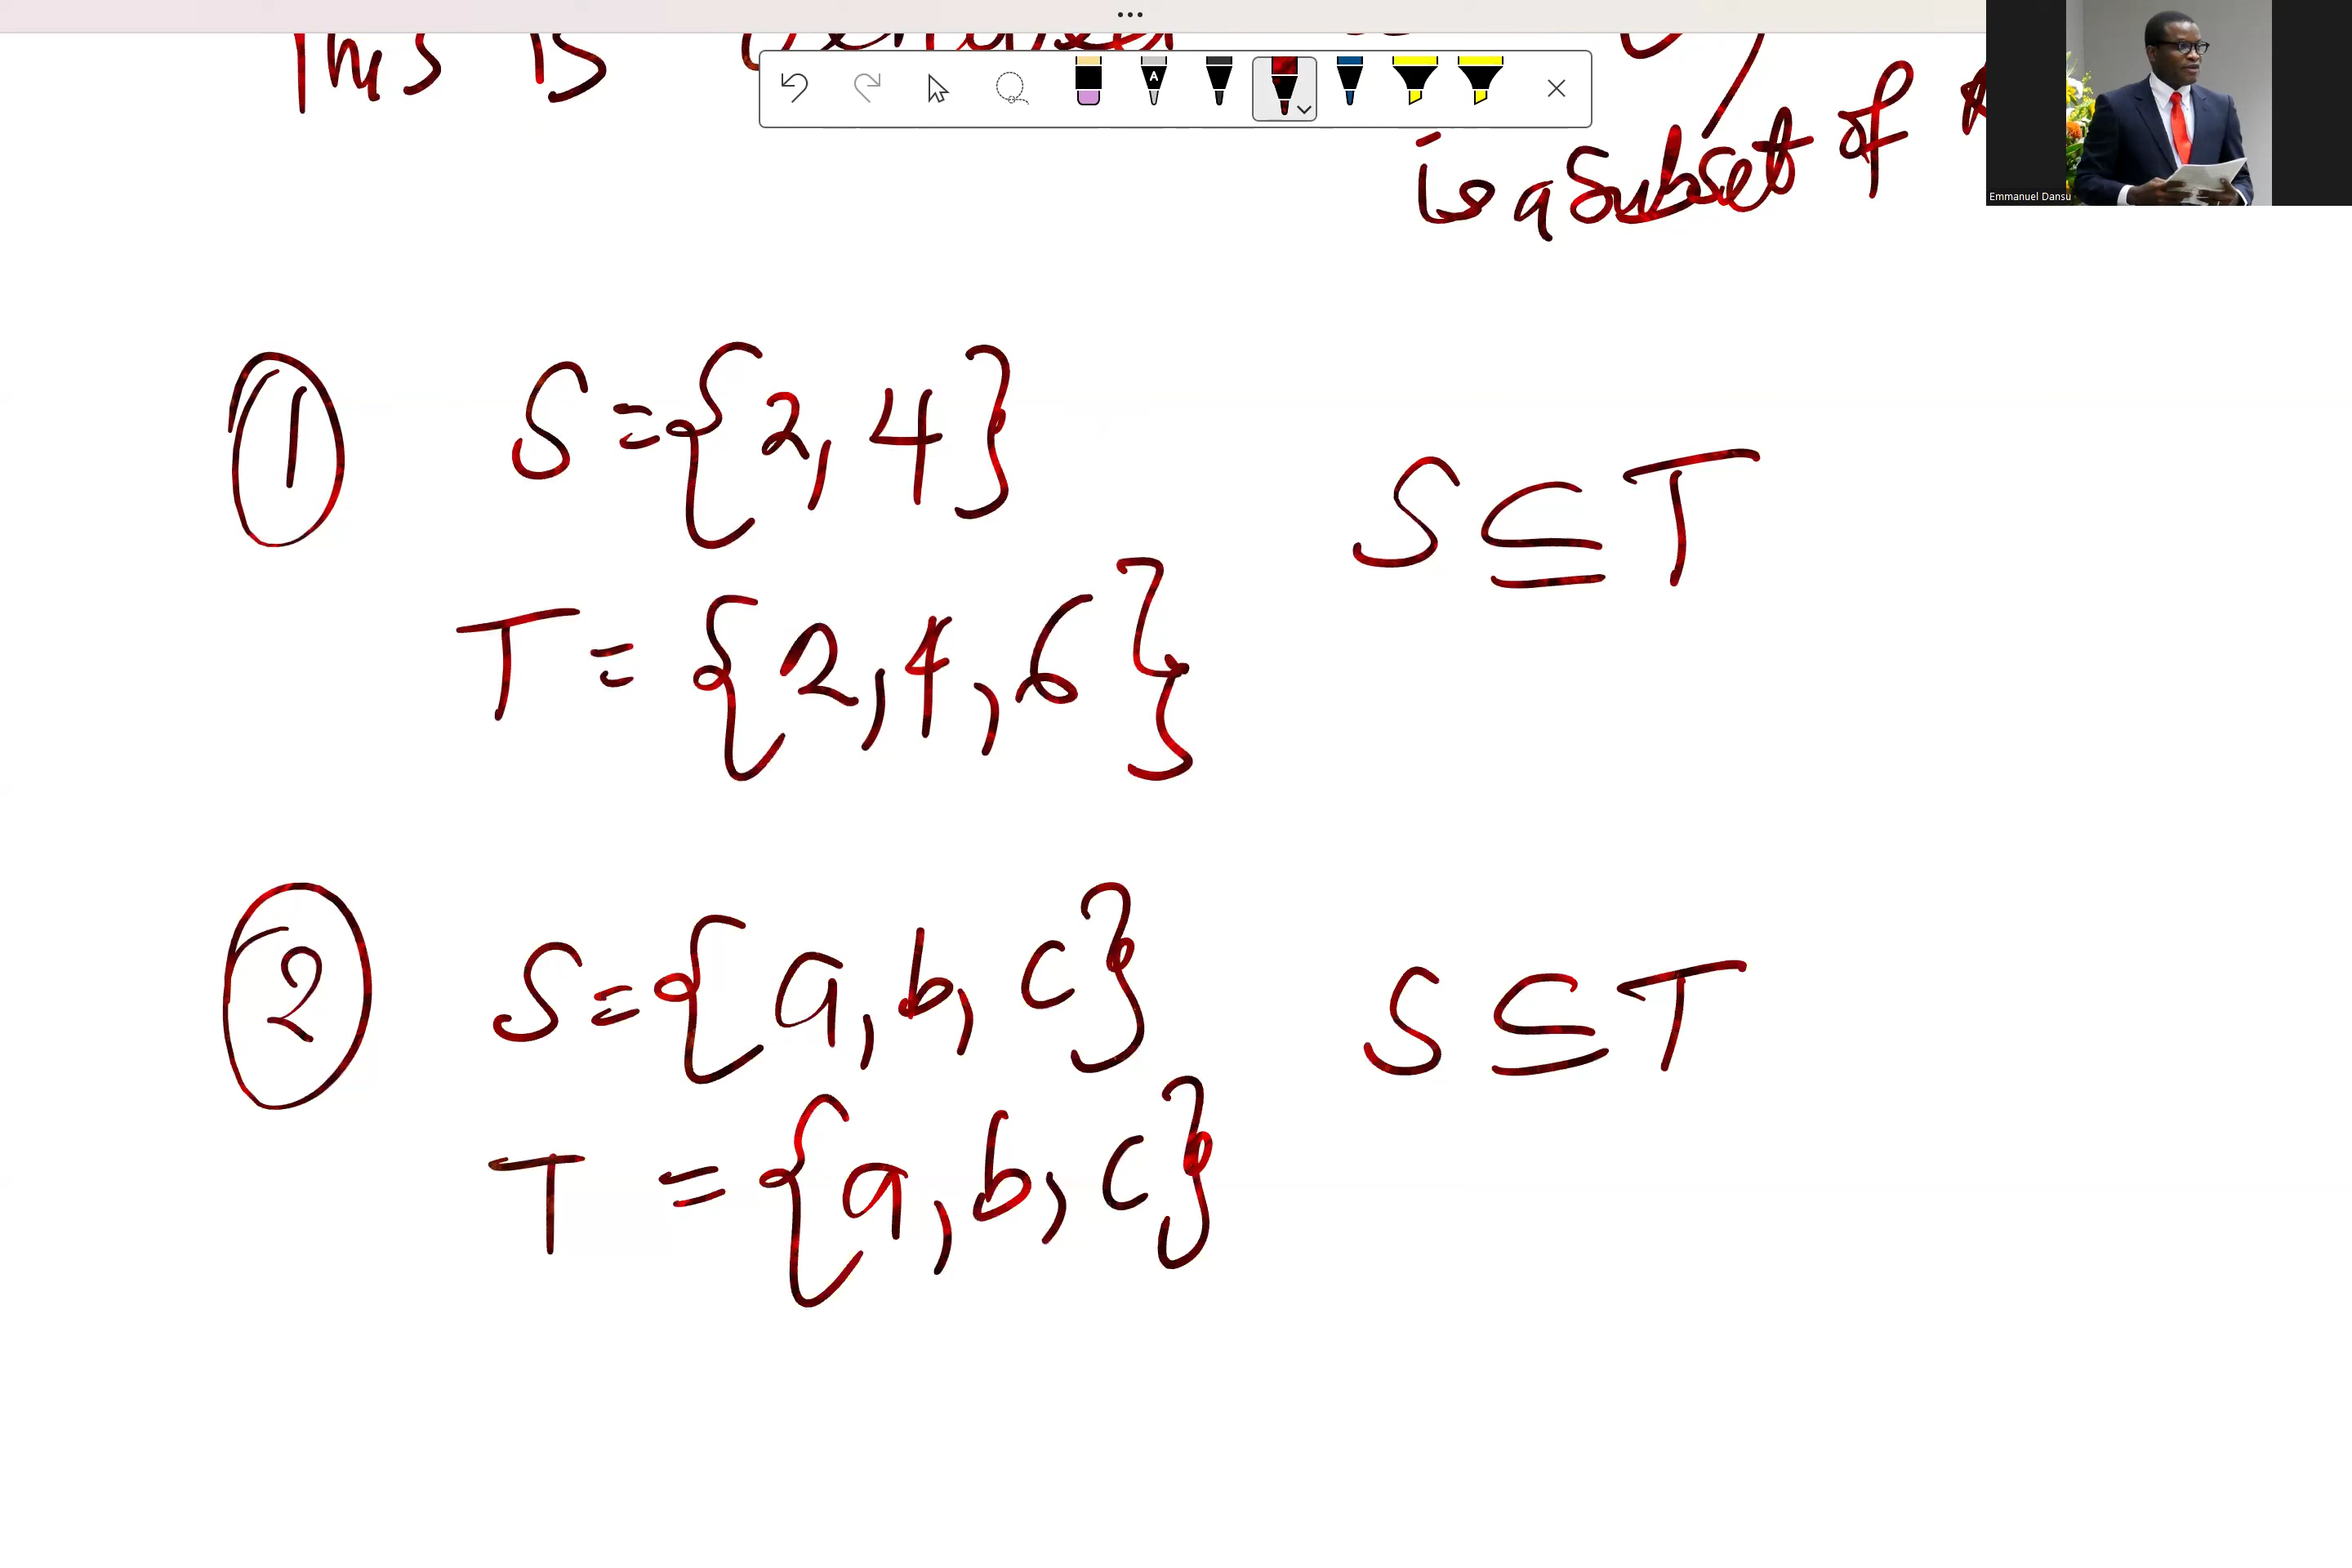 This is
is a subset of
Emmanuel Dansu
1 S = {2, 4}
S ⊆ T
T = {2, 4, 6}
2 S = {a, b, c}
S ⊆ T
T = {a, b, c}